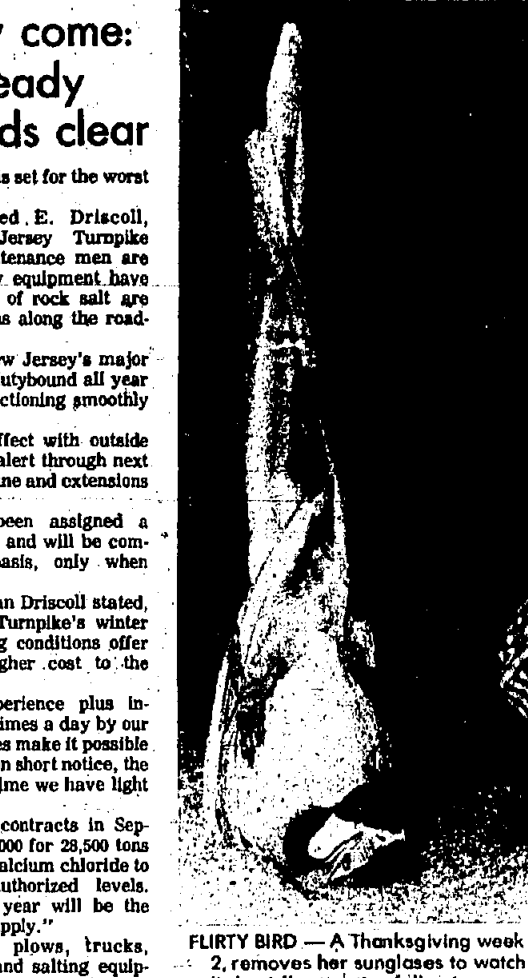 come:
eady
ds clear
s set for the worst
ed E. Driscoll,
Jersey Turnpike
tenance men are
equipment have
of rock salt are
s along the road-
w Jersey's major
utybound all year
ctioning smoothly
ffect with outside
alert through next
ne and extensions
been assigned a
and will be com-
basis, only when
an Driscoll stated,
Turnpike's winter
g conditions offer
gher cost to the
perience plus in-
times a day by our
es make it possible
n short notice, the
ime we have light
contracts in Sep-
000 for 28,500 tons
alcium chloride to
uthorized levels.
year will be the
pply."
plows, trucks,
and salting equip-
FLIRTY BIRD — A Thanksgiving week
2, removes her sunglasses to watch